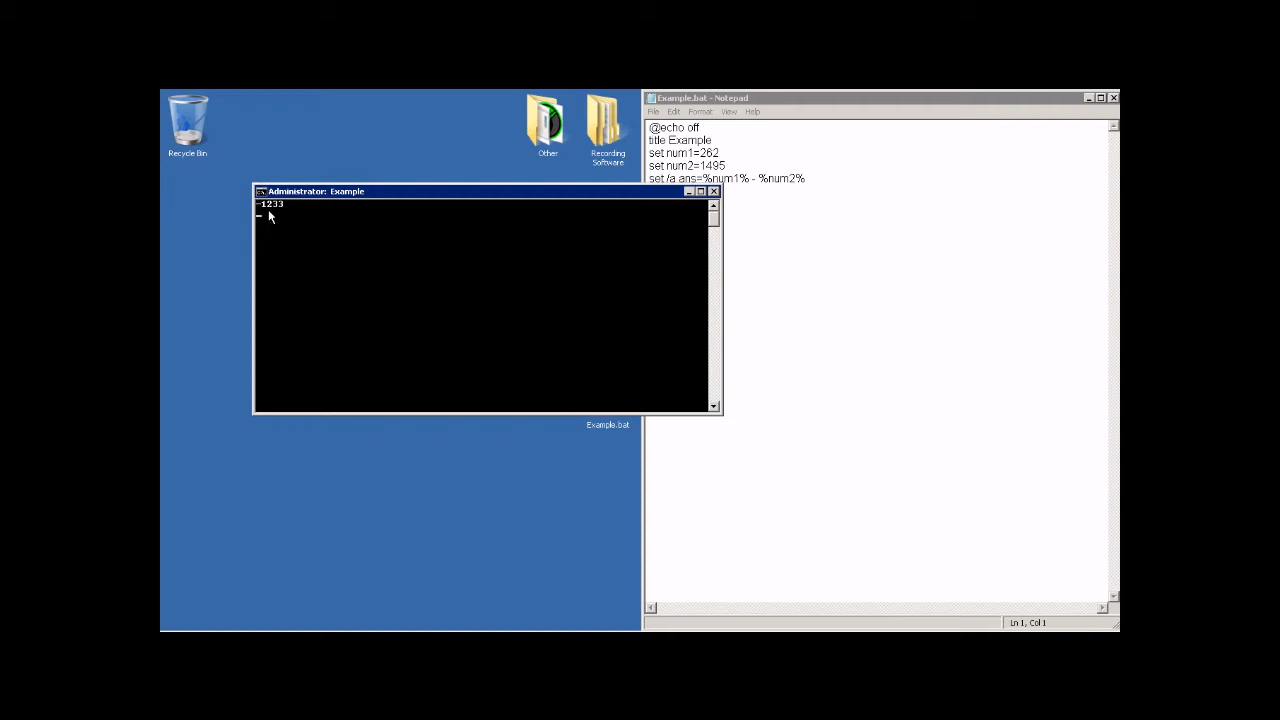 Recycle Bin
Other
Recording
Software
Example.bat - Notepad
File Edit Format View Help
@echo off
title Example
set num1=262
set num2=1495
set /a ans=%num1% - %num2%
Administrator: Example
-1233
Example.bat
Ln 1, Col 1